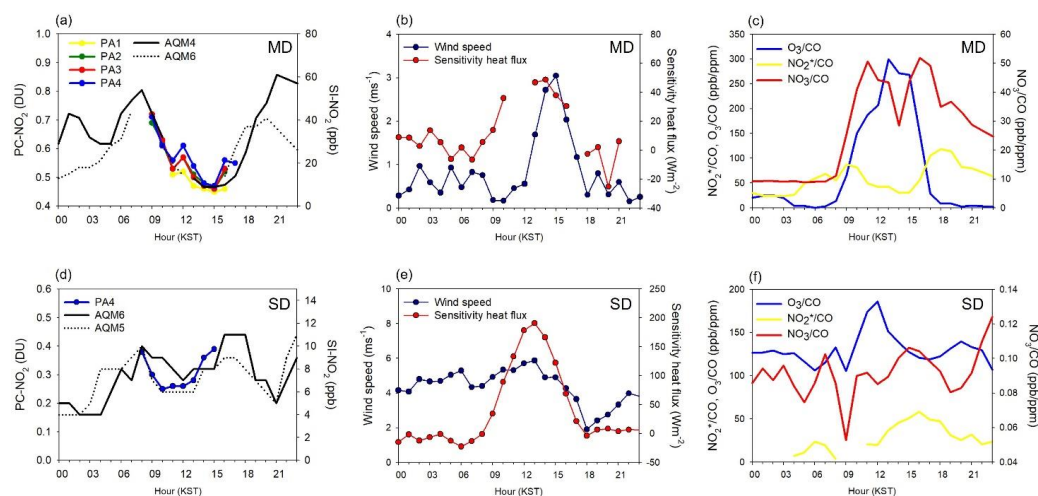 (a)
MD
PA1
PA2
PA3
PA4
AQM4
AQM6
PC-NO2 (DU)
SI-NO2 (ppb)
1.0
0.9
0.8
0.7
0.6
0.5
0.4
80
60
40
20
0
00 03 06 09 12 15 18 21
Hour (KST)
(b)
MD
Wind speed
Sensitivity heat flux
Wind speed (ms-1)
Sensitivity heat flux (Wm-2)
4
3
2
1
0
80
60
40
20
0
-20
-40
00 03 06 09 12 15 18 21
Hour (KST)
(c)
MD
O3/CO
NO2*/CO
NO3/CO
NO2*/CO, O3/CO (ppb/ppm)
NO3/CO (ppb/ppm)
350
300
250
200
150
100
50
0
60
50
40
30
20
10
0
00 03 06 09 12 15 18 21
Hour (KST)
(d)
SD
PA4
AQM6
AQM5
PC-NO2 (DU)
SI-NO2 (ppb)
0.6
0.5
0.4
0.3
0.2
0.1
0.0
14
12
10
8
6
4
2
0
00 03 06 09 12 15 18 21
Hour (KST)
(e)
SD
Wind speed
Sensitivity heat flux
Wind speed (ms-1)
Sensitivity heat flux (Wm-2)
9
8
7
6
5
4
3
2
1
0
250
200
150
100
50
0
-50
00 03 06 09 12 15 18 21
Hour (KST)
(f)
SD
O3/CO
NO2*/CO
NO3/CO
NO2*/CO, O3/CO (ppb/ppm)
NO3/CO (ppb/ppm)
200
150
100
50
0
0.14
0.12
0.10
0.08
0.06
0.04
00 03 06 09 12 15 18 21
Hour (KST)